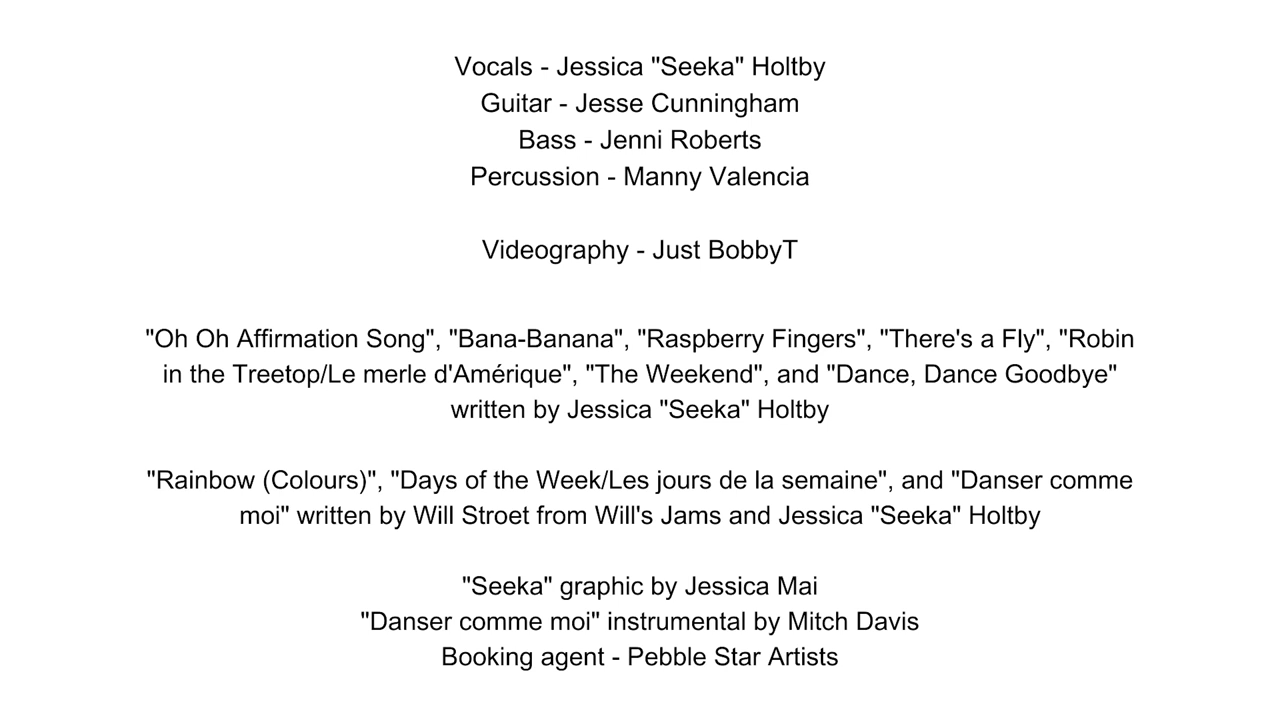 Vocals - Jessica "Seeka" Holtby
Guitar - Jesse Cunningham
Bass - Jenni Roberts
Percussion - Manny Valencia
Videography - Just BobbyT
"Oh Oh Affirmation Song", "Bana-Banana", "Raspberry Fingers", "There's a Fly", "Robin
in the Treetop/Le merle d'Amérique", "The Weekend", and "Dance, Dance Goodbye"
written by Jessica "Seeka" Holtby
"Rainbow (Colours)", "Days of the Week/Les jours de la semaine", and "Danser comme
moi" written by Will Stroet from Will's Jams and Jessica "Seeka" Holtby
"Seeka" graphic by Jessica Mai
"Danser comme moi" instrumental by Mitch Davis
Booking agent - Pebble Star Artists